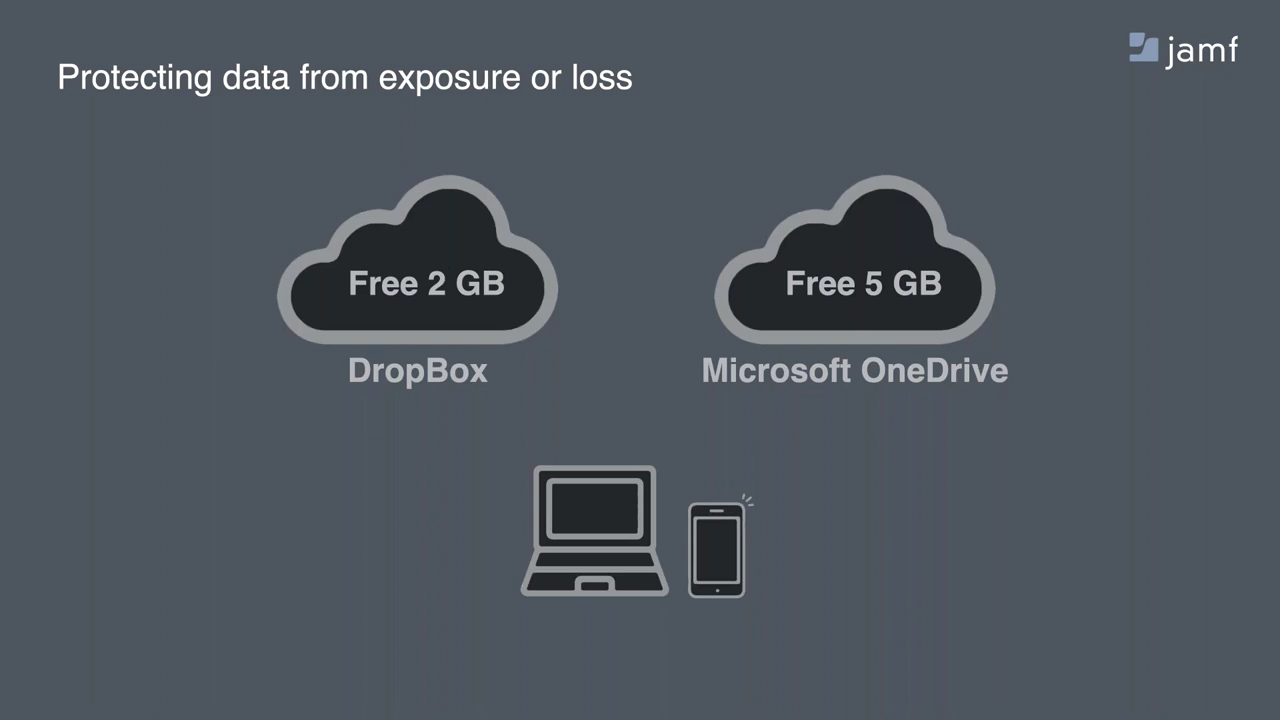 jamf
Protecting data from exposure or loss
Free 2 GB
Free 5 GB
DropBox
Microsoft OneDrive